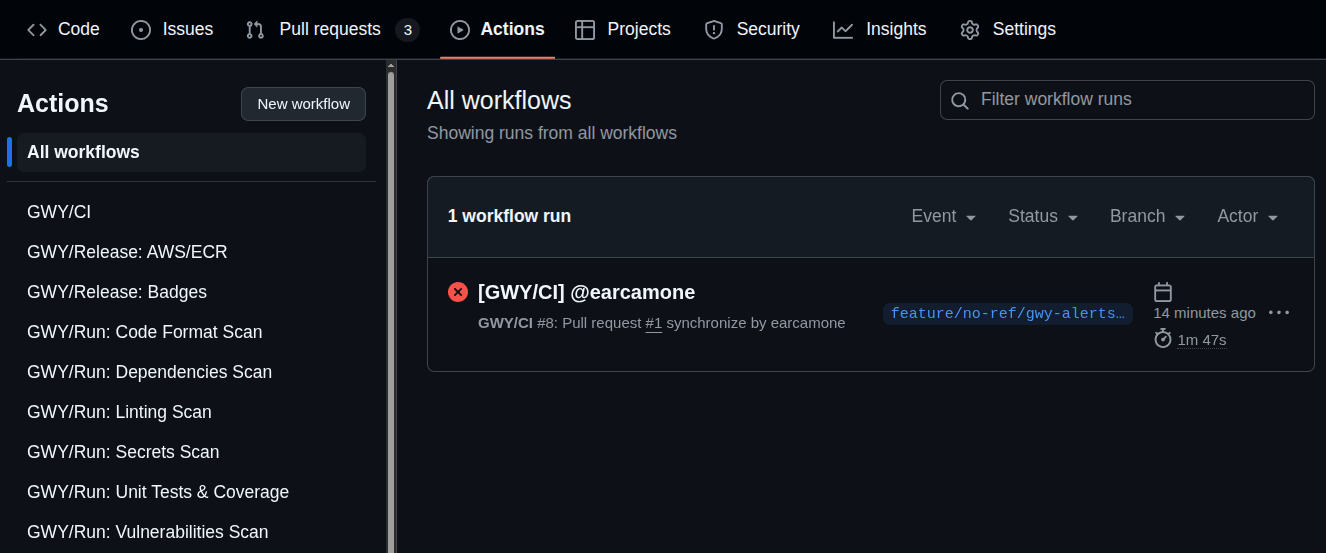 Code Issues Pull requests 3 Actions Projects Security Insights Settings
Actions
New workflow
All workflows
GWY/CI
GWY/Release: AWS/ECR
GWY/Release: Badges
GWY/Run: Code Format Scan
GWY/Run: Dependencies Scan
GWY/Run: Linting Scan
GWY/Run: Secrets Scan
GWY/Run: Unit Tests & Coverage
GWY/Run: Vulnerabilities Scan
All workflows
Showing runs from all workflows
Filter workflow runs
1 workflow run
Event Status Branch Actor
[GWY/CI] @earcamone
GWY/CI #8: Pull request #1 synchronize by earcamone
feature/no-ref/gwy-alerts…
14 minutes ago
1m 47s